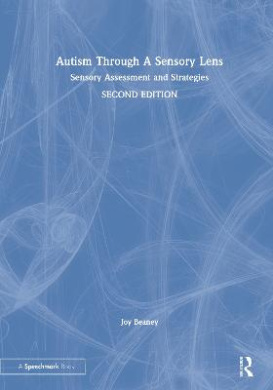 Autism Through A Sensory Lens
Sensory Assessment and Strategies
SECOND EDITION
Joy Beaney
A Speechmark Book